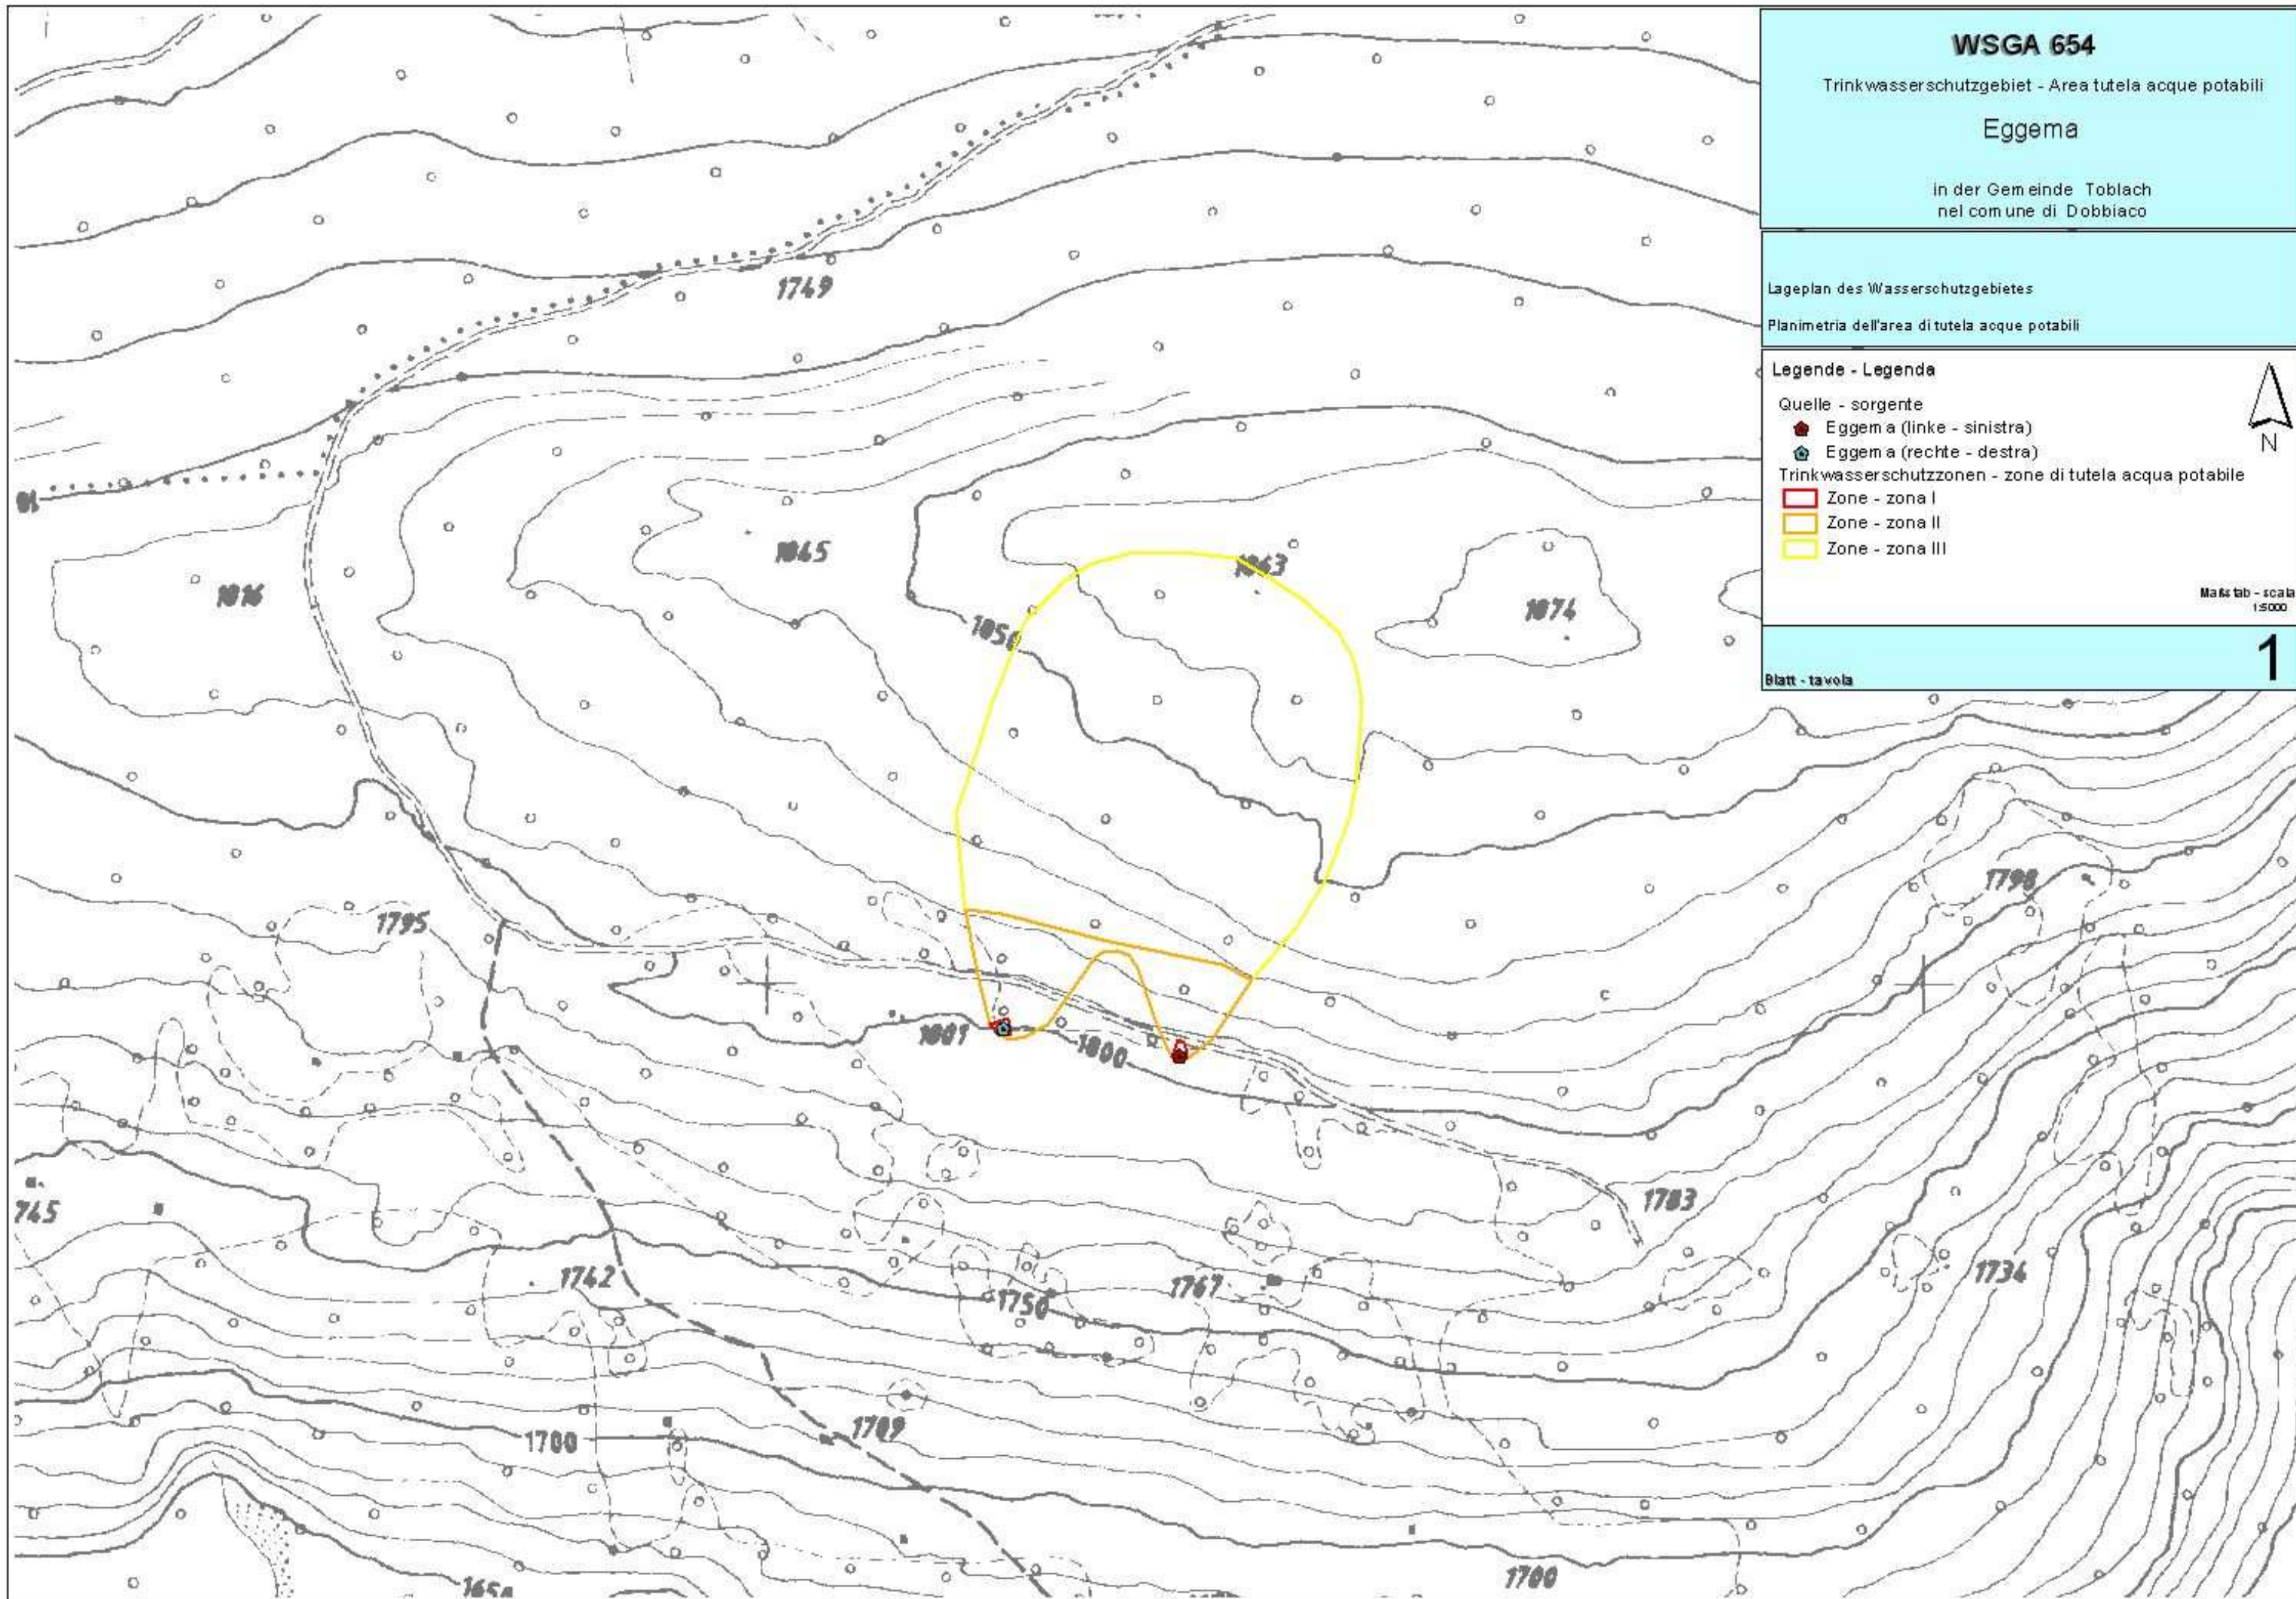 WSGA 654
Trinkwasserschutzgebiet - Area tutela acque potabili
Eggema
in der Gemeinde Toblach
nel comune di Dobbiaco
Lageplan des Wasserschutzgebietes
Planimetria dell'area di tutela acque potabili
Legende - Legenda
Quelle - sorgente
Eggema (linke - sinistra)
Eggema (rechte - destra)
N
Trinkwasserschutzzonen - zone di tutela acqua potabile
Zone - zona I
Zone - zona II
Zone - zona III
Maßstab - scala
1:5000
1
Blatt - tavola
1749
1845
1863
1816
1874
1850
1795
1798
1801
1800
1783
745
1742
1767
1750
1734
1709
1700
1700